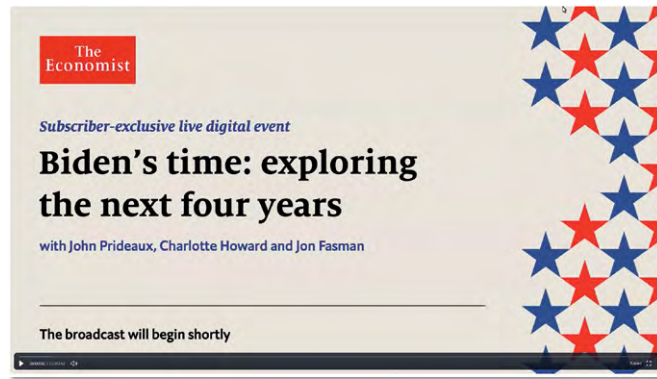 The
Economist
Subscriber-exclusive live digital event
Biden's time: exploring
the next four years
with John Prideaux, Charlotte Howard and Jon Fasman
The broadcast will begin shortly